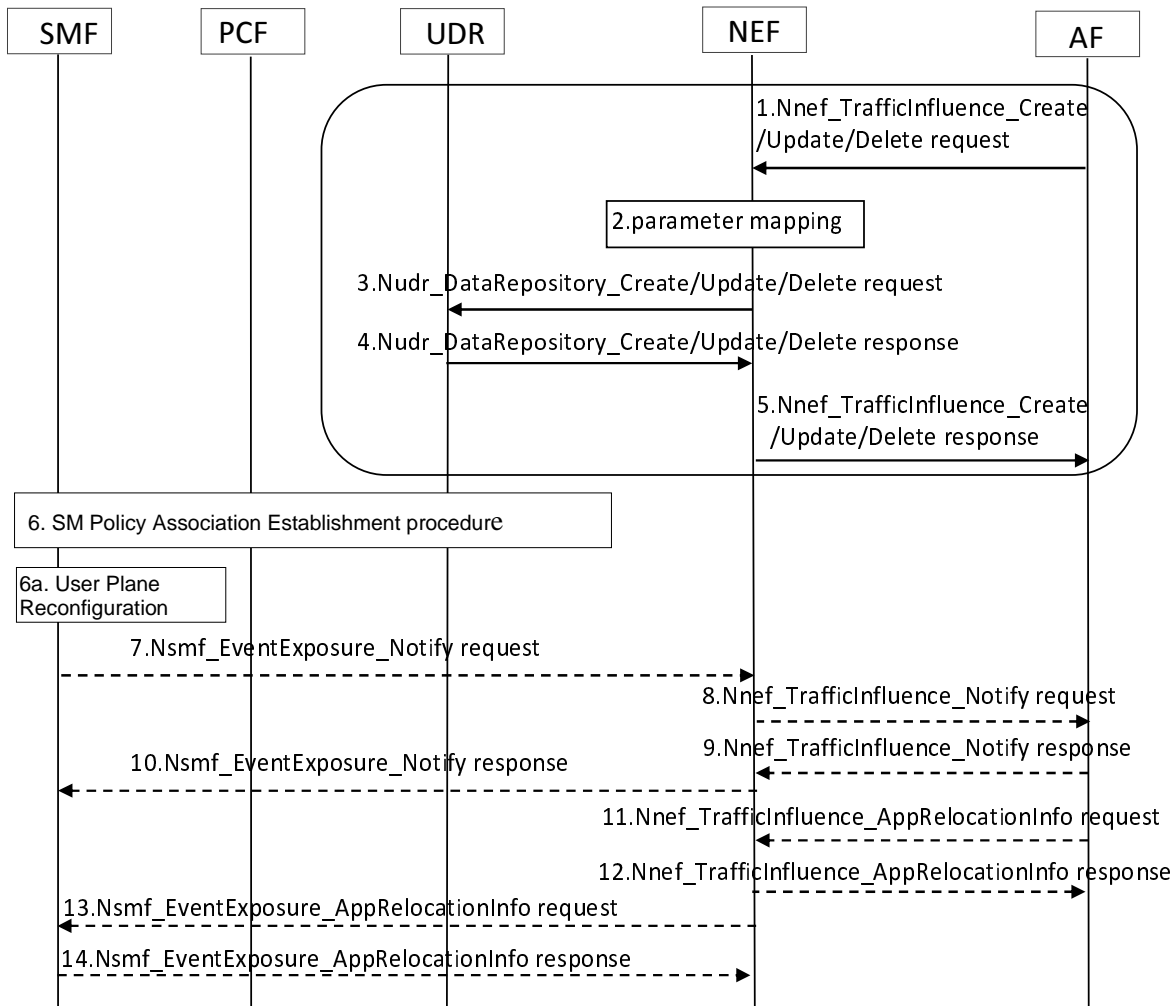 SMF
PCF
UDR
NEF
AF
1.Nnef_TrafficInfluence_Create
/Update/Delete request
2.parameter mapping
3.Nudr_DataRepository_Create/Update/Delete request
4.Nudr_DataRepository_Create/Update/Delete response
5.Nnef_TrafficInfluence_Create
/Update/Delete response
6. SM Policy Association Establishment procedure
6a. User Plane
Reconfiguration
7.Nsmf_EventExposure_Notify request
8.Nnef_TrafficInfluence_Notify request
9.Nnef_TrafficInfluence_Notify response
10.Nsmf_EventExposure_Notify response
11.Nnef_TrafficInfluence_AppRelocationInfo request
12.Nnef_TrafficInfluence_AppRelocationInfo response
13.Nsmf_EventExposure_AppRelocationInfo request
14.Nsmf_EventExposure_AppRelocationInfo response